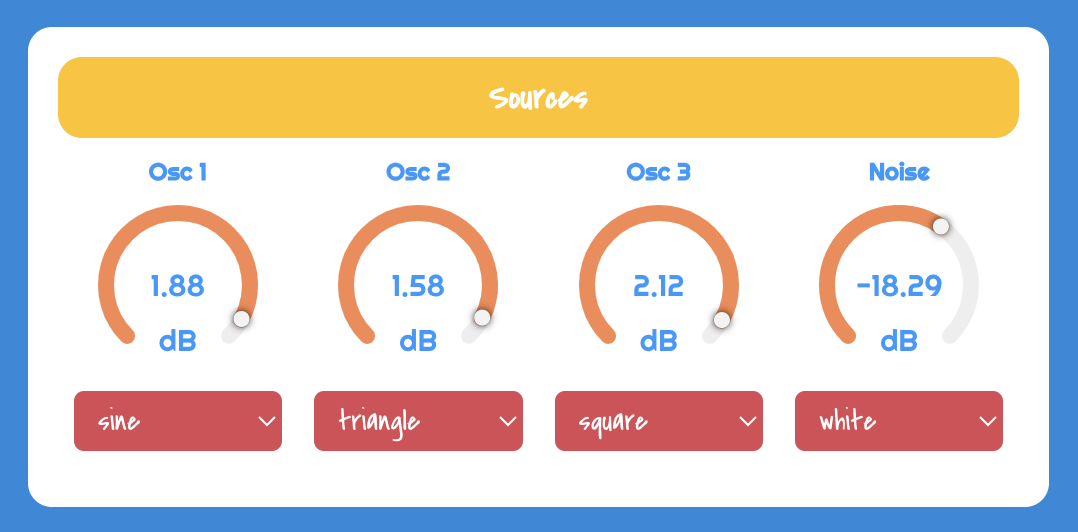 Sources
Osc 1 Osc 2 Osc 3 Noise
1.88 1.58 2.12 -18.29
dB dB dB dB
sine triangle square white